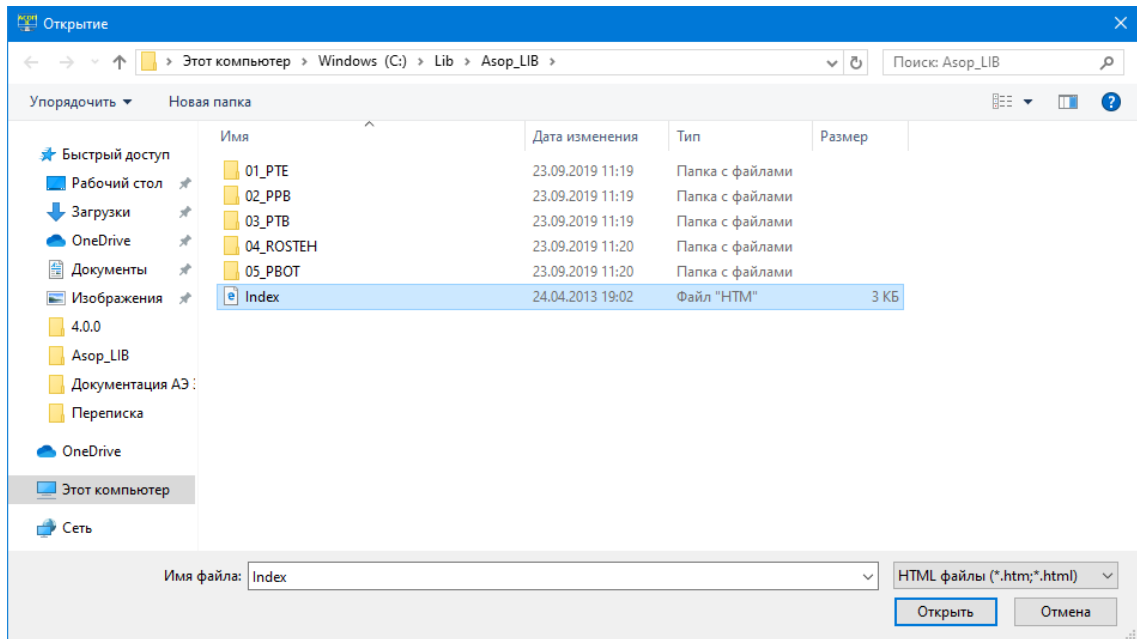 Открытие
Этот компьютер › Windows (C:) › Lib › Asop_LIB ›
Поиск: Asop_LIB
Упорядочить
Новая папка
Имя
Дата изменения
Тип
Размер
Быстрый доступ
Рабочий стол
Загрузки
OneDrive
Документы
Изображения
4.0.0
Asop_LIB
Документация АЭ
Переписка
OneDrive
Этот компьютер
Сеть
01_PTE 23.09.2019 11:19 Папка с файлами
02_PPB 23.09.2019 11:19 Папка с файлами
03_PTB 23.09.2019 11:19 Папка с файлами
04_ROSTEH 23.09.2019 11:20 Папка с файлами
05_PBOT 23.09.2019 11:20 Папка с файлами
Index 24.04.2013 19:02 Файл "HTM" 3 КБ
Имя файла: Index
HTML файлы (*.htm;*.html)
Открыть
Отмена